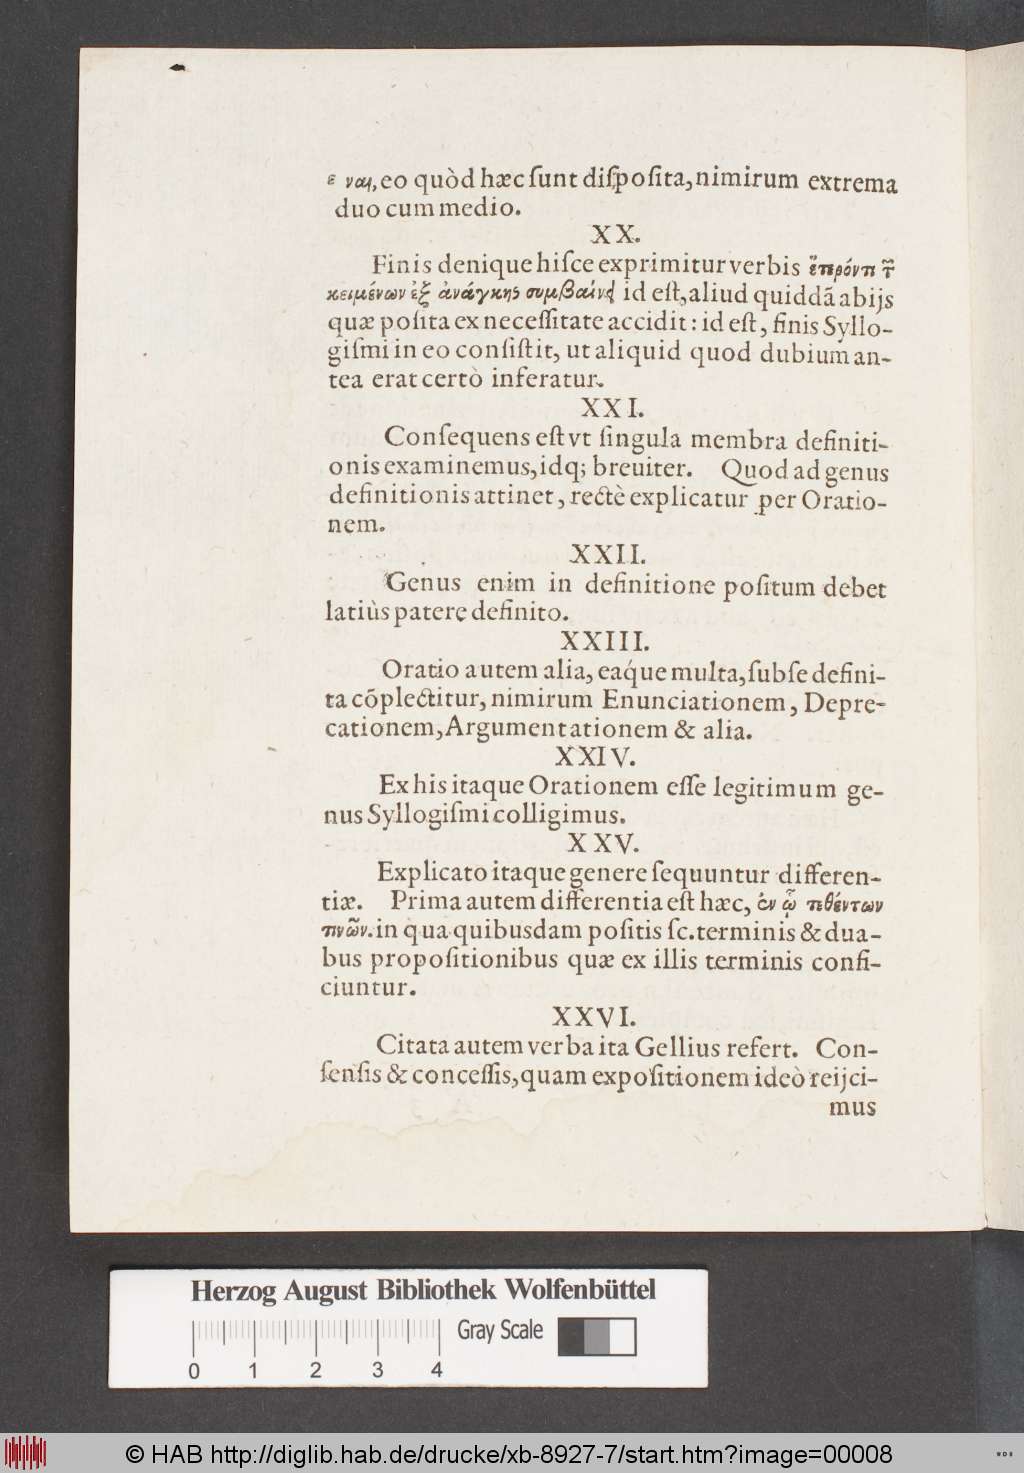 ε ναι, eo quòd hæc ſunt diſpoſita, nimirum extrema
duo cum medio.
XX.
Finis denique hiſce exprimitur verbis ἕτερόν τι τ̃
κειμένων ἐξ ἀνάγκης συμβαίνει id eſt, aliud quiddã ab ijs
quæ poſita ex neceſſitate accidit: id eſt, finis Syllo-
giſmi in eo conſiſtit, ut aliquid quod dubium an-
tea erat certò inferatur.
XXI.
Conſequens eſt vt ſingula membra definiti-
onis examinemus, idq; breuiter. Quod ad genus
definitionis attinet, rectè explicatur per Oratio-
nem.
XXII.
Genus enim in definitione poſitum debet
latiùs patere definito.
XXIII.
Oratio autem alia, eaq́ue multa, ſub ſe defini-
ta cõplectitur, nimirum Enunciationem, Depre-
cationem, Argumentationem & alia.
XXIV.
Ex his itaque Orationem eſſe legitimum ge-
nus Syllogiſmi colligimus.
XXV.
Explicato itaque genere ſequuntur differen-
tiæ. Prima autem differentia eſt hæc, ἐν ᾧ τεθέντων
τινῶν. in qua quibusdam poſitis ſc. terminis & dua-
bus propoſitionibus quæ ex illis terminis confi-
ciuntur.
XXVI.
Citata autem verba ita Gellius refert. Con-
ſenſis & conceſſis, quam expoſitionem ideò reijci-
mus
Herzog August Bibliothek Wolfenbüttel
Gray Scale
0 1 2 3 4
© HAB http://diglib.hab.de/drucke/xb-8927-7/start.htm?image=00008